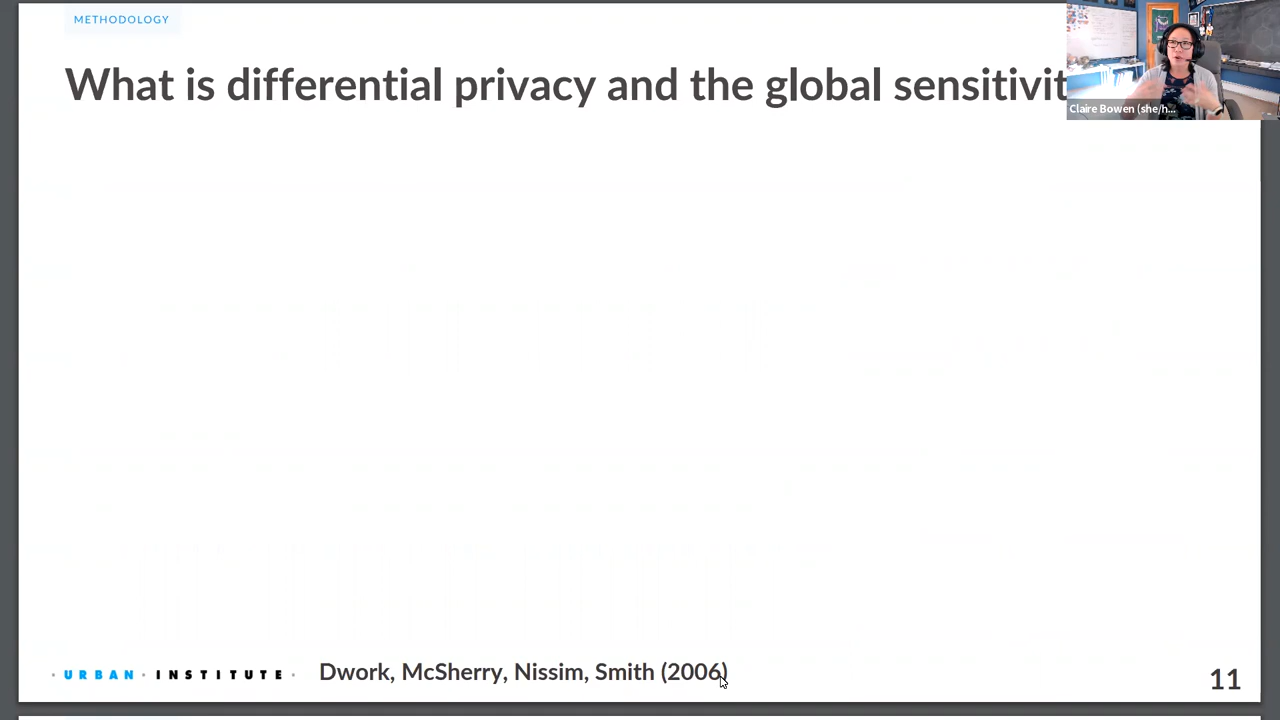 METHODOLOGY
What is differential privacy and the global sensitivit
Claire Bowen (she/h...
· URBAN · INSTITUTE ·
Dwork, McSherry, Nissim, Smith (2006)
11